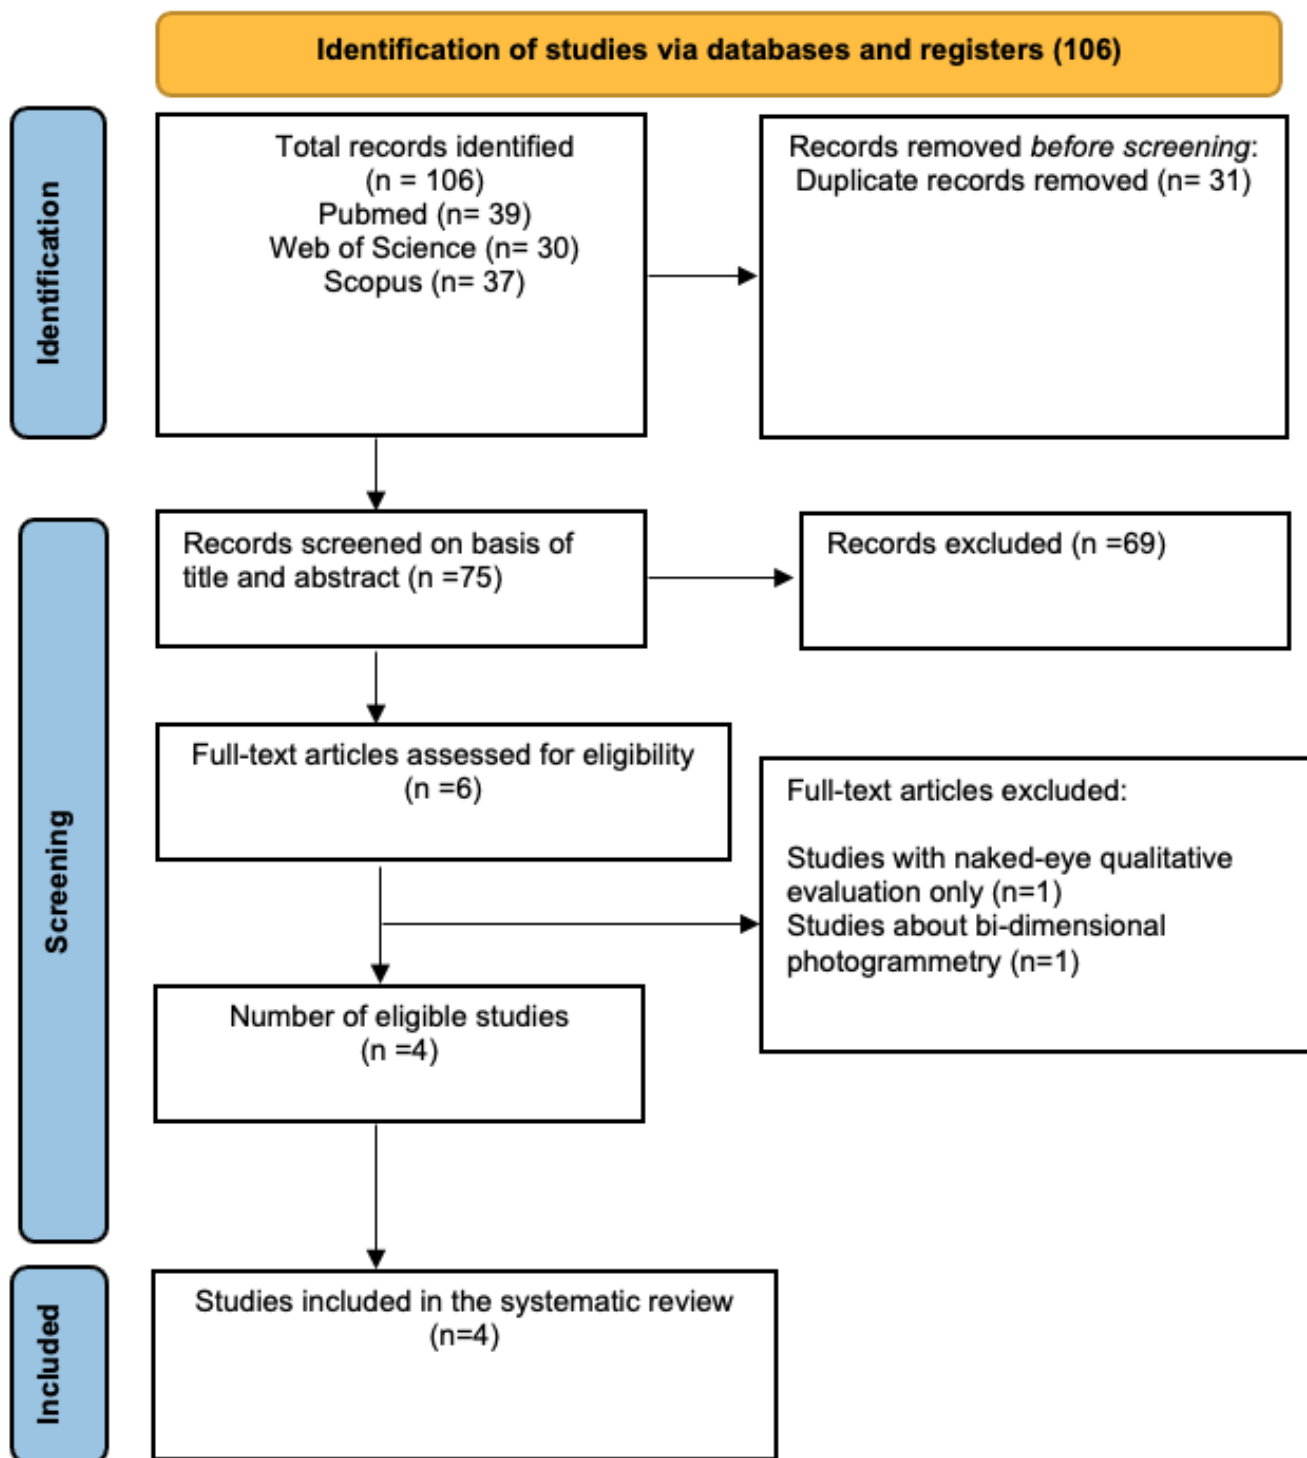 Identification of studies via databases and registers (106)
Identification
Total records identified
(n = 106)
Pubmed (n= 39)
Web of Science (n= 30)
Scopus (n= 37)
Records removed before screening:
Duplicate records removed (n= 31)
Screening
Records screened on basis of
title and abstract (n =75)
Records excluded (n =69)
Full-text articles assessed for eligibility
(n =6)
Full-text articles excluded:
Studies with naked-eye qualitative
evaluation only (n=1)
Studies about bi-dimensional
photogrammetry (n=1)
Number of eligible studies
(n =4)
Included
Studies included in the systematic review
(n=4)